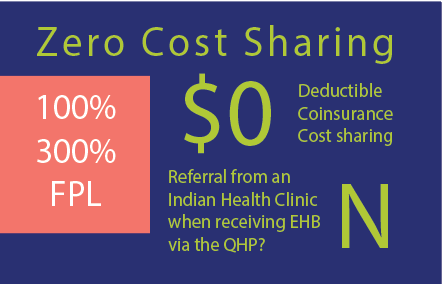 Zero Cost Sharing
100%
300%
FPL
$0
Deductible
Coinsurance
Cost sharing
Referral from an
Indian Health Clinic
when receiving EHB
via the QHP?
N